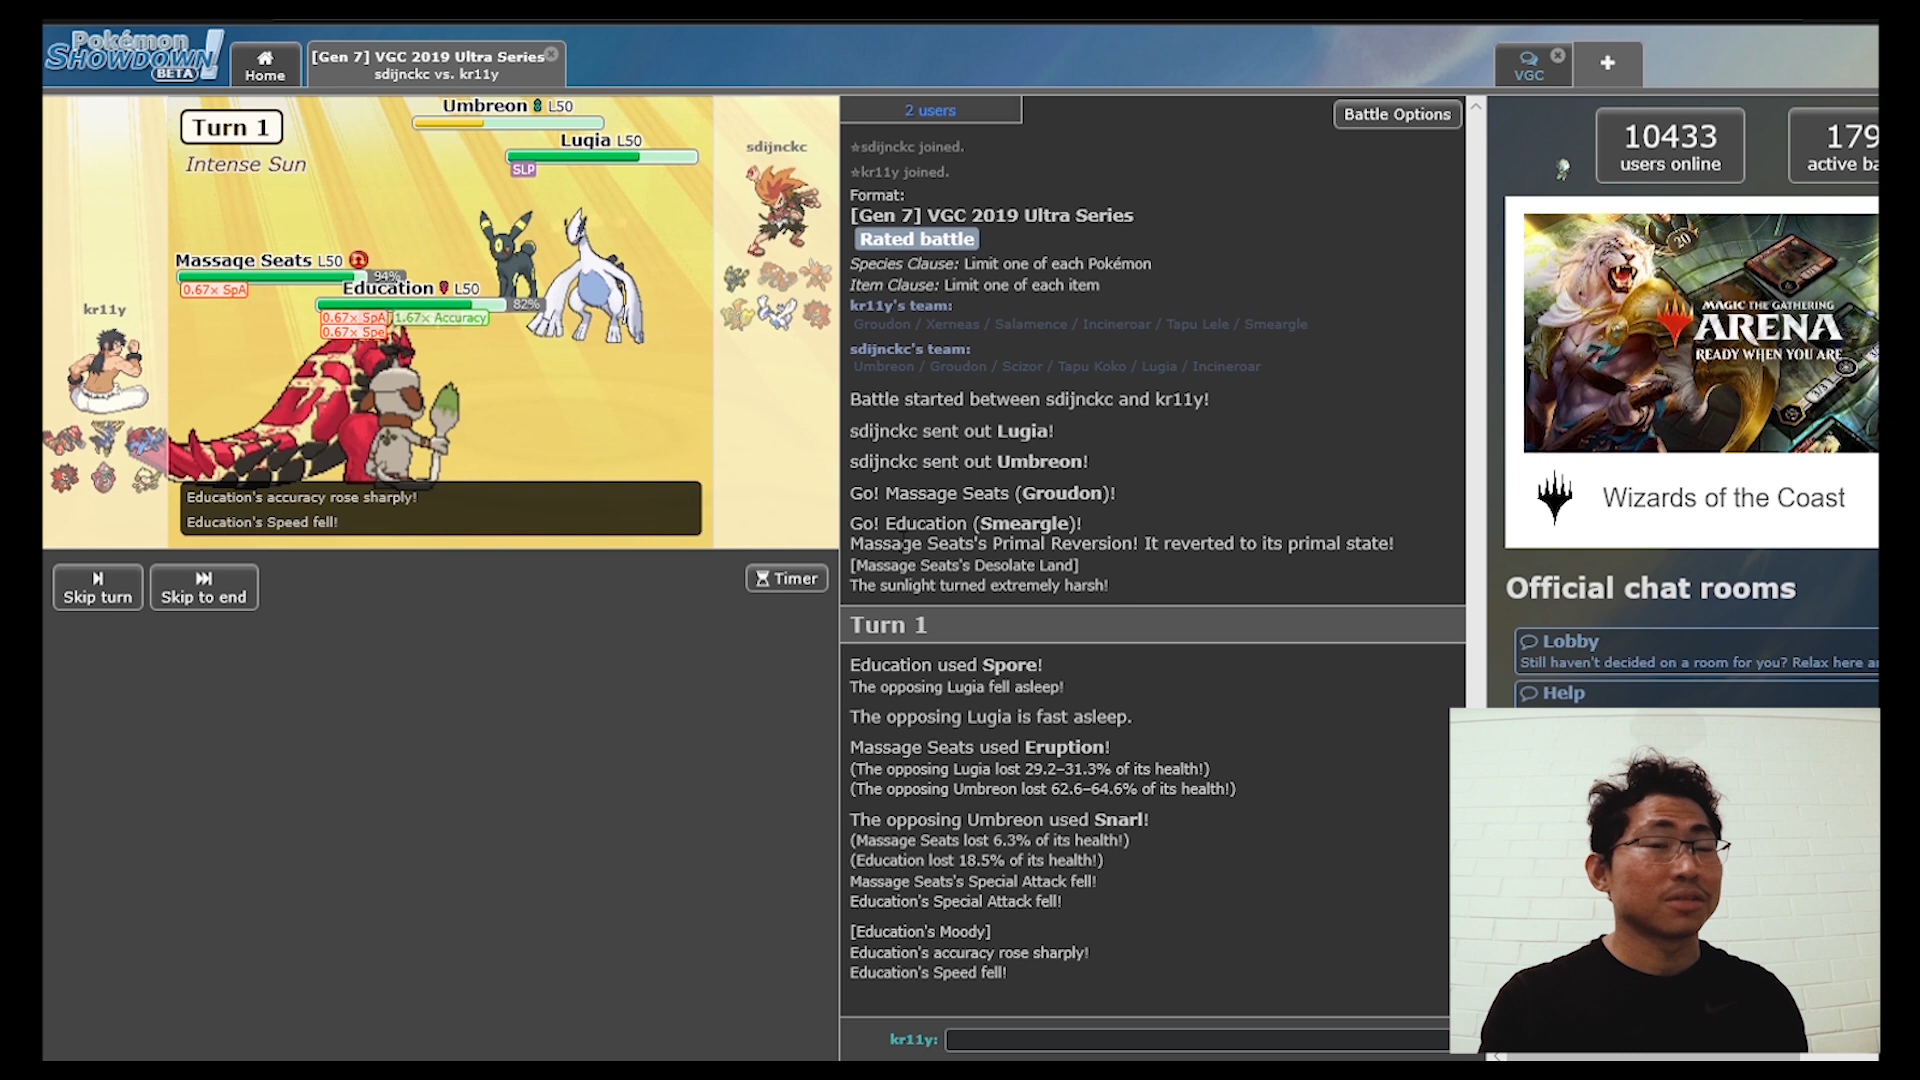 Pokémon
SHOWDOWN!
BETA
Home
[Gen 7] VGC 2019 Ultra Series
sdijnckc vs. kr11y
VGC
Turn 1
Intense Sun
Umbreon L50
Lugia L50
SLP
sdijnckc
Massage Seats L50
94%
0.67× SpA
Education L50
82%
0.67× SpA 1.67× Accuracy
0.67× Spe
kr11y
Education's accuracy rose sharply!
Education's Speed fell!
Skip turn
Skip to end
Timer
2 users
Battle Options
☆sdijnckc joined.
☆kr11y joined.
Format:
[Gen 7] VGC 2019 Ultra Series
Rated battle
Species Clause: Limit one of each Pokémon
Item Clause: Limit one of each item
kr11y's team:
Groudon / Xerneas / Salamence / Incineroar / Tapu Lele / Smeargle
sdijnckc's team:
Umbreon / Groudon / Scizor / Tapu Koko / Lugia / Incineroar
Battle started between sdijnckc and kr11y!
sdijnckc sent out Lugia!
sdijnckc sent out Umbreon!
Go! Massage Seats (Groudon)!
Go! Education (Smeargle)!
Massage Seats's Primal Reversion! It reverted to its primal state!
[Massage Seats's Desolate Land]
The sunlight turned extremely harsh!
Turn 1
Education used Spore!
The opposing Lugia fell asleep!
The opposing Lugia is fast asleep.
Massage Seats used Eruption!
(The opposing Lugia lost 29.2–31.3% of its health!)
(The opposing Umbreon lost 62.6–64.6% of its health!)
The opposing Umbreon used Snarl!
(Massage Seats lost 6.3% of its health!)
(Education lost 18.5% of its health!)
Massage Seats's Special Attack fell!
Education's Special Attack fell!
[Education's Moody]
Education's accuracy rose sharply!
Education's Speed fell!
kr11y:
10433
users online
179
active ba
20
MAGIC THE GATHERING
ARENA
READY WHEN YOU ARE
Wizards of the Coast
Official chat rooms
Lobby
Still haven't decided on a room for you? Relax here a
Help